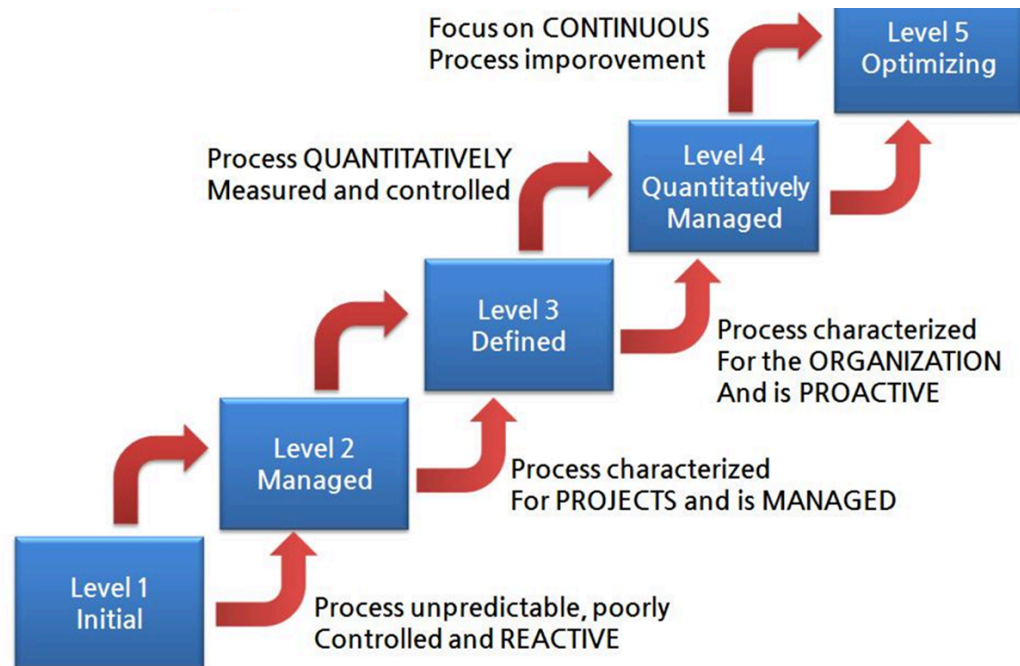 Focus on CONTINUOUS
Process imporovement
Level 5
Optimizing
Process QUANTITATIVELY
Measured and controlled
Level 4
Quantitatively
Managed
Level 3
Defined
Process characterized
For the ORGANIZATION
And is PROACTIVE
Level 2
Managed
Process characterized
For PROJECTS and is MANAGED
Level 1
Initial
Process unpredictable, poorly
Controlled and REACTIVE